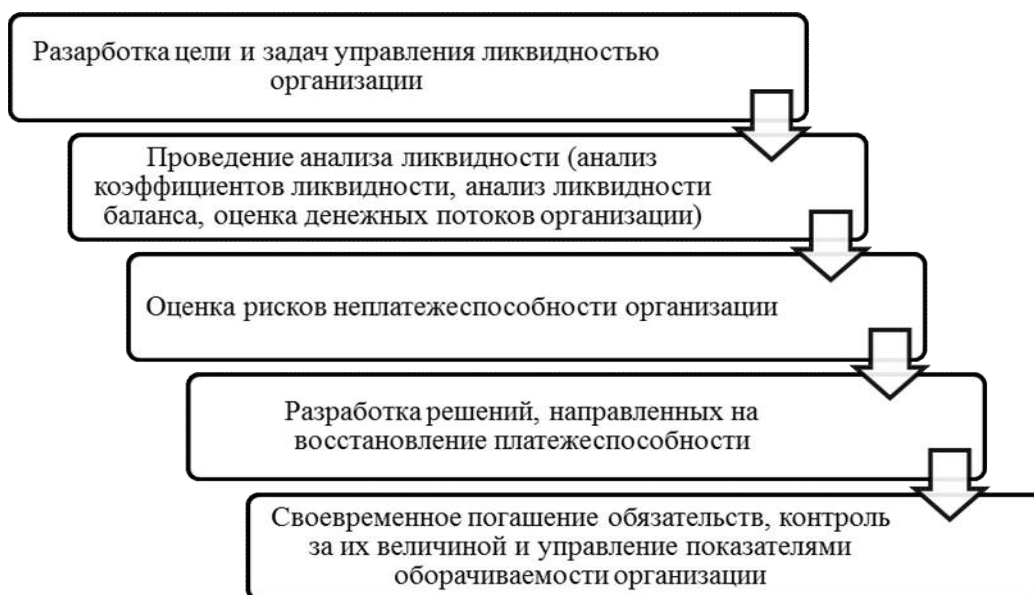 Разарботка цели и задач управления ликвидностью
организации
Проведение анализа ликвидности (анализ
коэффициентов ликвидности, анализ ликвидности
баланса, оценка денежных потоков организации)
Оценка рисков неплатежеспособности организации
Разработка решений, направленных на
восстановление платежеспособности
Своевременное погашение обязательств, контроль
за их величиной и управление показателями
оборачиваемости организации